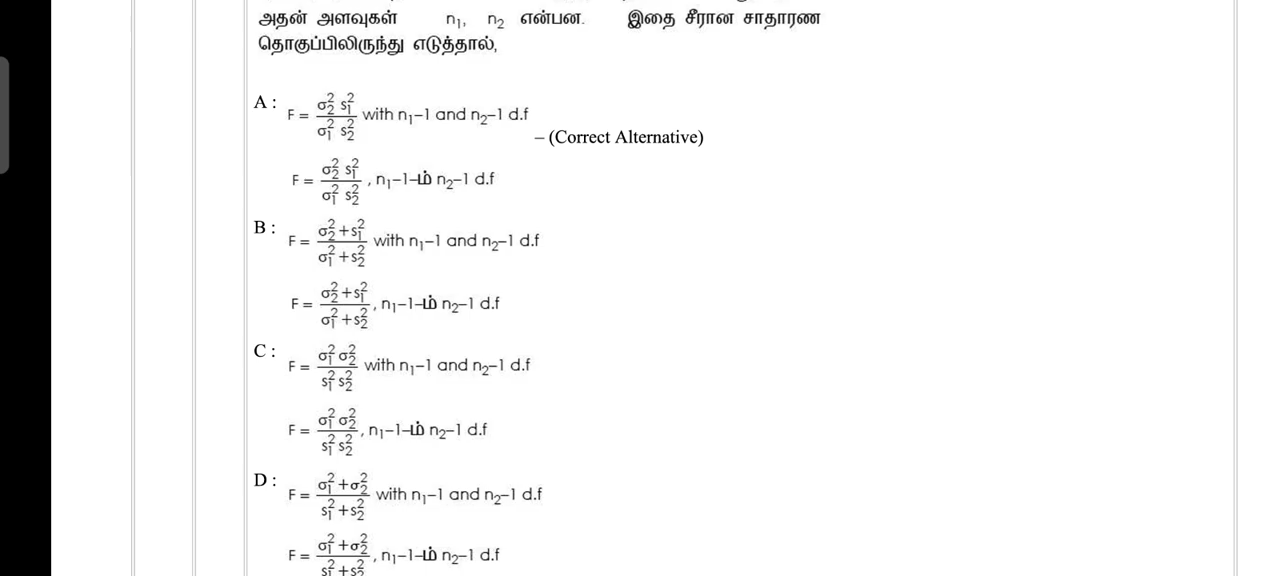 அதன் அளவுகள் n₁, n₂ என்பன. இதை சீரான சாதாரண
தொகுப்பிலிருந்து எடுத்தால்,
A : F = σ₂² s₁² / σ₁² s₂² with n₁–1 and n₂–1 d.f
– (Correct Alternative)
F = σ₂² s₁² / σ₁² s₂² , n₁–1–ம் n₂–1 d.f
B : F = σ₂² + s₁² / σ₁² + s₂² with n₁–1 and n₂–1 d.f
F = σ₂² + s₁² / σ₁² + s₂² , n₁–1–ம் n₂–1 d.f
C : F = σ₁² σ₂² / s₁² s₂² with n₁–1 and n₂–1 d.f
F = σ₁² σ₂² / s₁² s₂² , n₁–1–ம் n₂–1 d.f
D : F = σ₁² + σ₂² / s₁² + s₂² with n₁–1 and n₂–1 d.f
F = σ₁² + σ₂² / s₁² + s₂² , n₁–1–ம் n₂–1 d.f